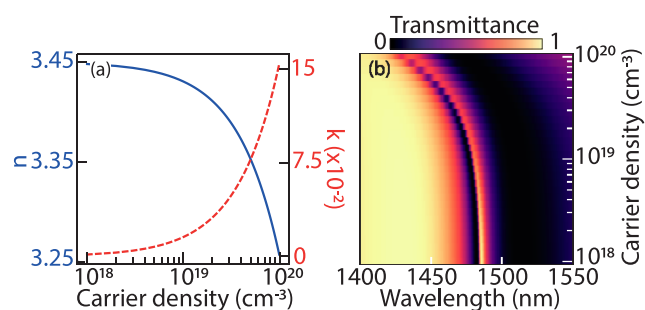 Transmittance
0 1
3.45
(a)
15
(b)
10²⁰
n
3.35
7.5
k (x10⁻²)
10¹⁹
Carrier density (cm⁻³)
3.25
0
10¹⁸
10¹⁸ 10¹⁹ 10²⁰
1400 1450 1500 1550
Carrier density (cm⁻³)
Wavelength (nm)